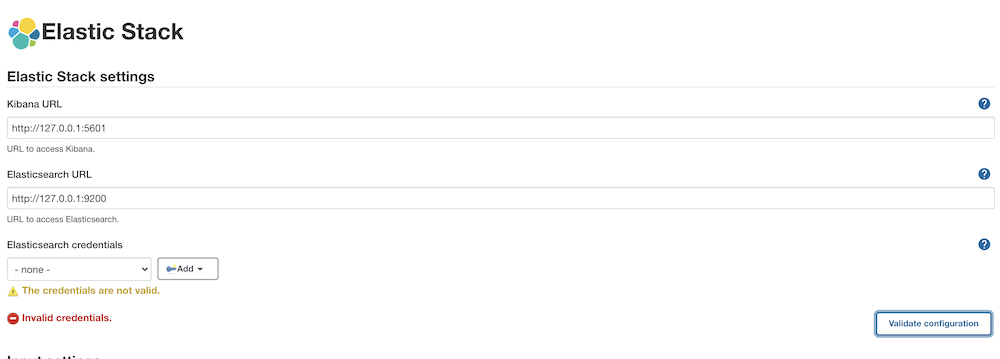 Elastic Stack
Elastic Stack settings
Kibana URL
http://127.0.0.1:5601
URL to access Kibana.
Elasticsearch URL
http://127.0.0.1:9200
URL to access Elasticsearch.
Elasticsearch credentials
- none -
Add
The credentials are not valid.
Invalid credentials.
Validate configuration